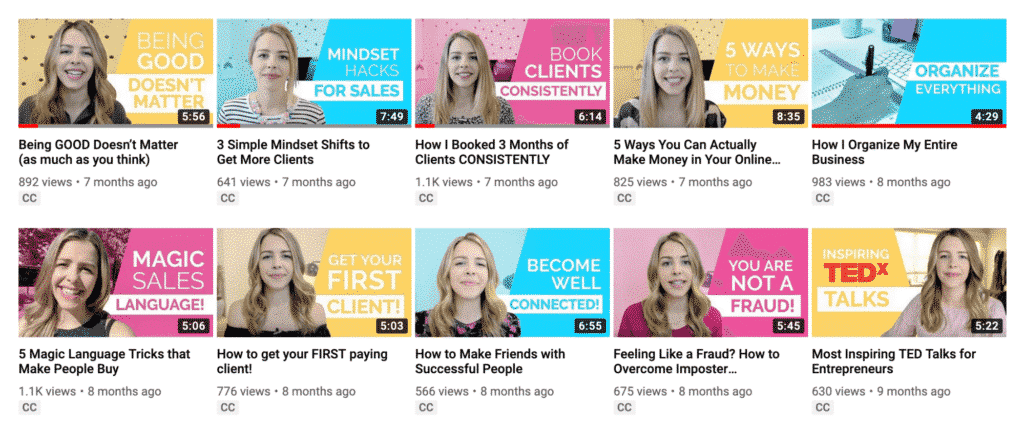 BEING
GOOD
DOESN'T
MATTER
5:56
MINDSET
HACKS
FOR SALES
7:49
BOOK
CLIENTS
CONSISTENTLY
6:14
5 WAYS
TO MAKE
MONEY
8:35
ORGANIZE
EVERYTHING
4:29
Being GOOD Doesn't Matter
(as much as you think)
892 views • 7 months ago
CC
3 Simple Mindset Shifts to
Get More Clients
641 views • 7 months ago
CC
How I Booked 3 Months of
Clients CONSISTENTLY
1.1K views • 7 months ago
CC
5 Ways You Can Actually
Make Money in Your Online...
825 views • 7 months ago
CC
How I Organize My Entire
Business
983 views • 8 months ago
CC
MAGIC
SALES
LANGUAGE!
5:06
GET YOUR
FIRST
CLIENT!
5:03
BECOME
WELL
CONNECTED!
6:55
YOU ARE
NOT A
FRAUD!
5:45
INSPIRING
TEDx
TALKS
5:22
5 Magic Language Tricks that
Make People Buy
1.1K views • 8 months ago
CC
How to get your FIRST paying
client!
776 views • 8 months ago
CC
How to Make Friends with
Successful People
566 views • 8 months ago
CC
Feeling Like a Fraud? How to
Overcome Imposter...
675 views • 8 months ago
CC
Most Inspiring TED Talks for
Entrepreneurs
630 views • 9 months ago
CC